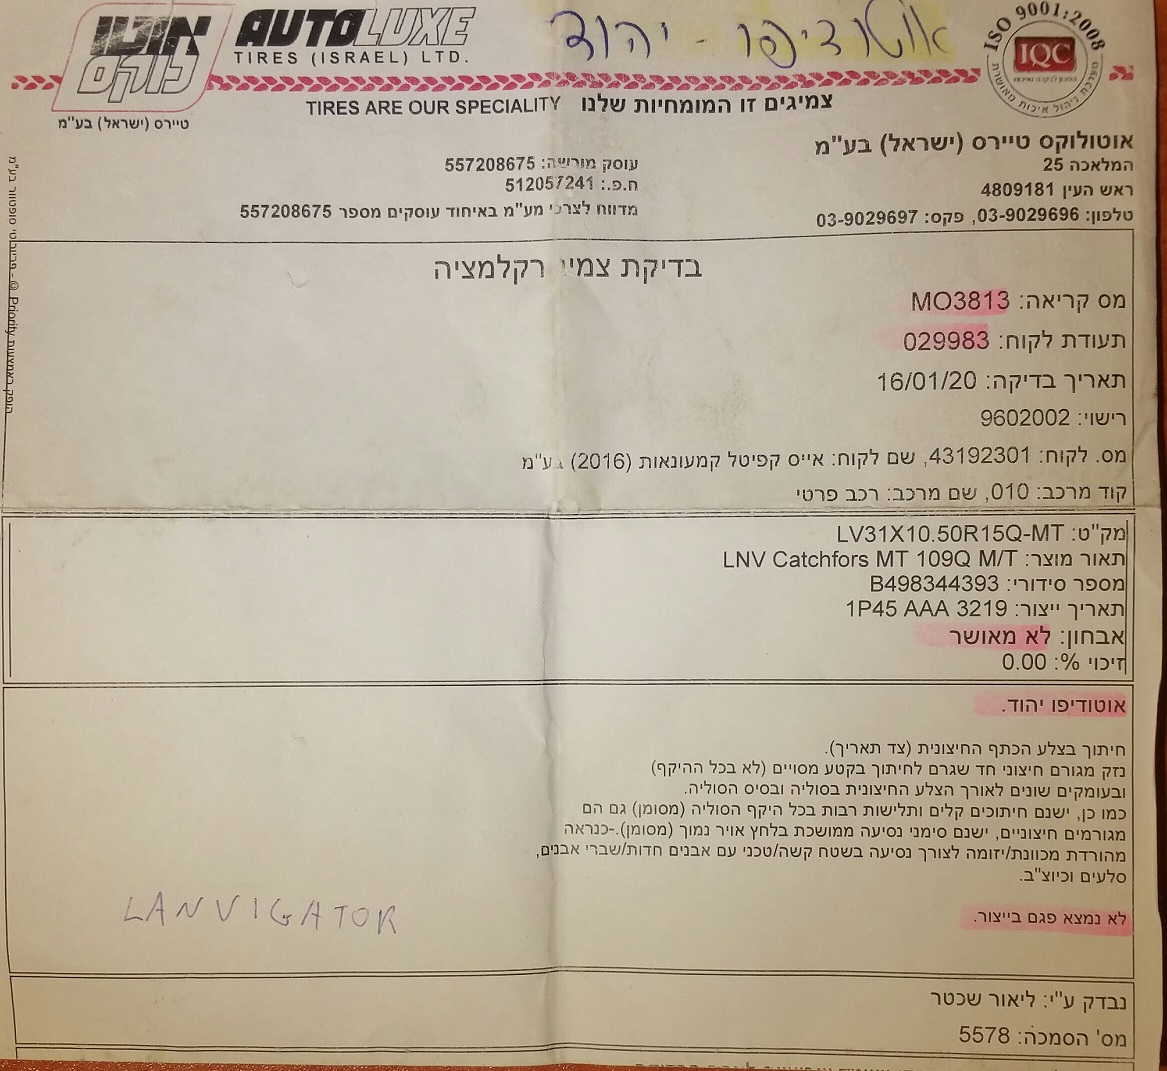 אוטודיפו - יהוד
אוטו לוקס
טיירס (ישראל) בע"מ
AUTOLUXE
TIRES (ISRAEL) LTD.
ISO 9001:2008
IQC
מערכת ניהול איכות מאושרת
TIRES ARE OUR SPECIALITY צמיגים זו המומחיות שלנו
אוטולוקס טיירס (ישראל) בע"מ
המלאכה 25
ראש העין 4809181
טלפון: 03-9029696, פקס: 03-9029697
עוסק מורשה: 557208675
ח.פ.: 512057241
מדווח לצרכי מע"מ באיחוד עוסקים מספר 557208675
בדיקת צמיג רקלמציה
מס קריאה: MO3813
תעודת לקוח: 029983
תאריך בדיקה: 16/01/20
רישוי: 9602002
מס. לקוח: 43192301, שם לקוח: אייס קפיטל קמעונאות (2016) בע"מ
קוד מרכב: 010, שם מרכב: רכב פרטי
מק"ט: LV31X10.50R15Q-MT
תאור מוצר: LNV Catchfors MT 109Q M/T
מספר סידורי: B498344393
תאריך ייצור: 1P45 AAA 3219
אבחון: לא מאושר
זיכוי %: 0.00
אוטודיפו יהוד.
חיתוך בצלע הכתף החיצונית (צד תאריך).
נזק מגורם חיצוני חד שגרם לחיתוך בקטע מסויים (לא בכל ההיקף)
ובעומקים שונים לאורך הצלע החיצונית בסוליה ובסיס הסוליה.
כמו כן, ישנם חיתוכים קלים ותלישות רבות בכל היקף הסוליה (מסומן) גם הם
מגורמים חיצוניים, ישנם סימני נסיעה ממושכת בלחץ אויר נמוך (מסומן).-כנראה
מהורדת מכוונת/יזומה לצורך נסיעה בשטח קשה/טכני עם אבנים חדות/שברי אבנים,
סלעים וכיוצ"ב.
לא נמצא פגם בייצור.
LANVIGATOR
נבדק ע"י: ליאור שכטר
מס' הסמכה: 5578